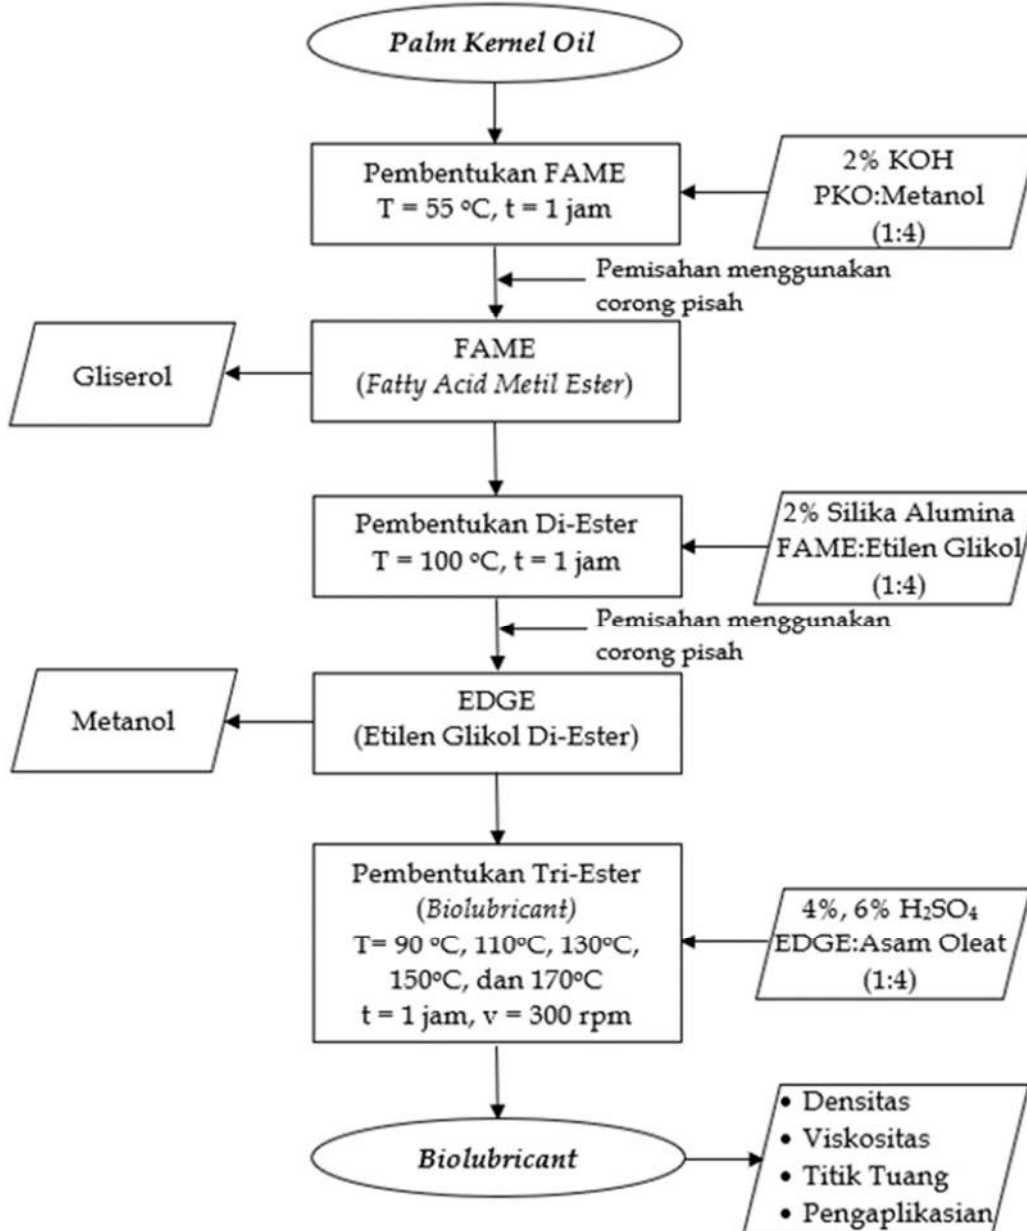 Palm Kernel Oil
Pembentukan FAME
T = 55 °C, t = 1 jam
2% KOH
PKO:Metanol
(1:4)
Pemisahan menggunakan
corong pisah
Gliserol
FAME
(Fatty Acid Metil Ester)
Pembentukan Di-Ester
T = 100 °C, t = 1 jam
2% Silika Alumina
FAME:Etilen Glikol
(1:4)
Pemisahan menggunakan
corong pisah
Metanol
EDGE
(Etilen Glikol Di-Ester)
Pembentukan Tri-Ester
(Biolubricant)
T= 90 °C, 110°C, 130°C,
150°C, dan 170°C
t = 1 jam, v = 300 rpm
4%, 6% H₂SO₄
EDGE:Asam Oleat
(1:4)
Biolubricant
• Densitas
• Viskositas
• Titik Tuang
• Pengaplikasian